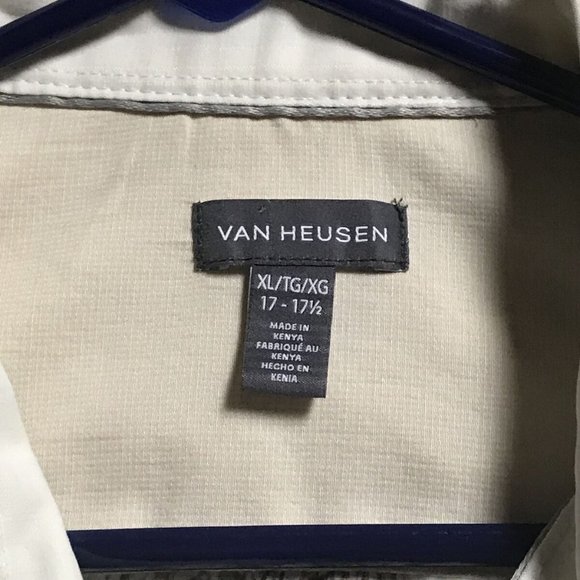 VAN HEUSEN
XL/TG/XG
17 - 17½
MADE IN
KENYA
FABRIQUÉ AU
KENYA
HECHO EN
KENIA